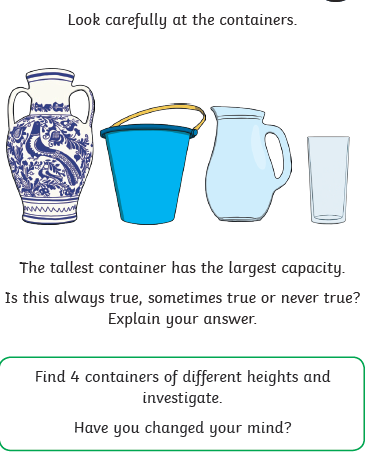 Look carefully at the containers.
The tallest container has the largest capacity.
Is this always true, sometimes true or never true?
Explain your answer.
Find 4 containers of different heights and
investigate.
Have you changed your mind?